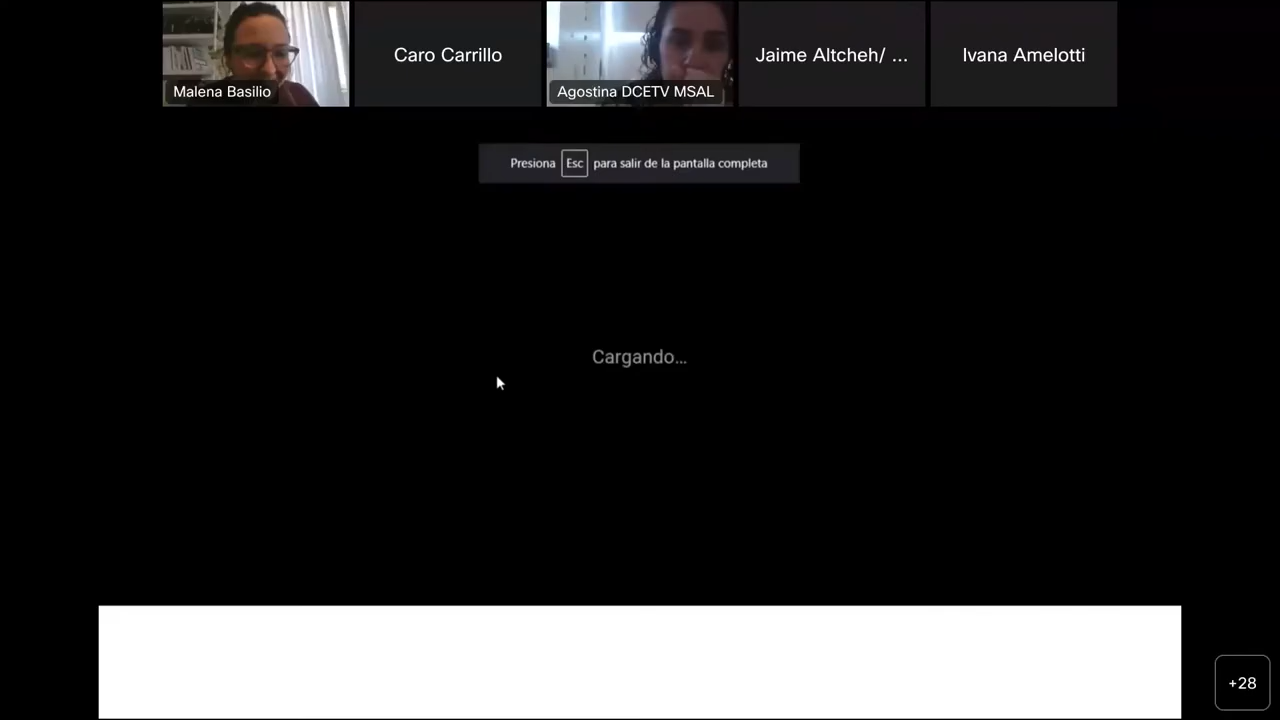 Malena Basilio
Caro Carrillo
Agostina DCETV MSAL
Jaime Altcheh/ ...
Ivana Amelotti
Presiona Esc para salir de la pantalla completa
Cargando...
+28